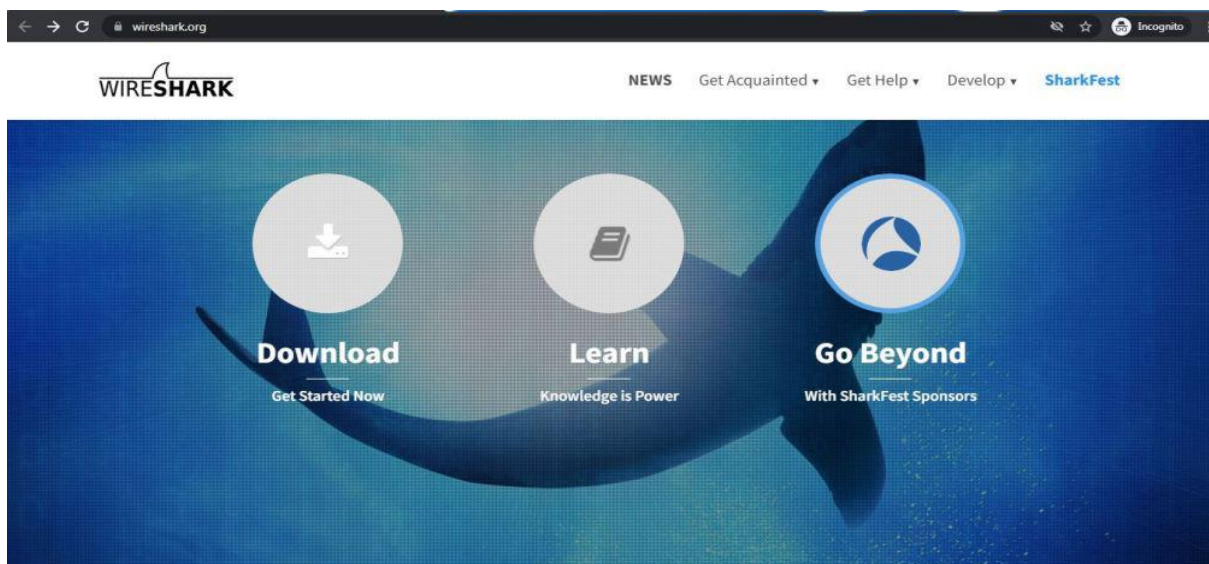 wireshark.org
Incognito
WIRESHARK
NEWS Get Acquainted ▾ Get Help ▾ Develop ▾ SharkFest
Download
Get Started Now
Learn
Knowledge is Power
Go Beyond
With SharkFest Sponsors